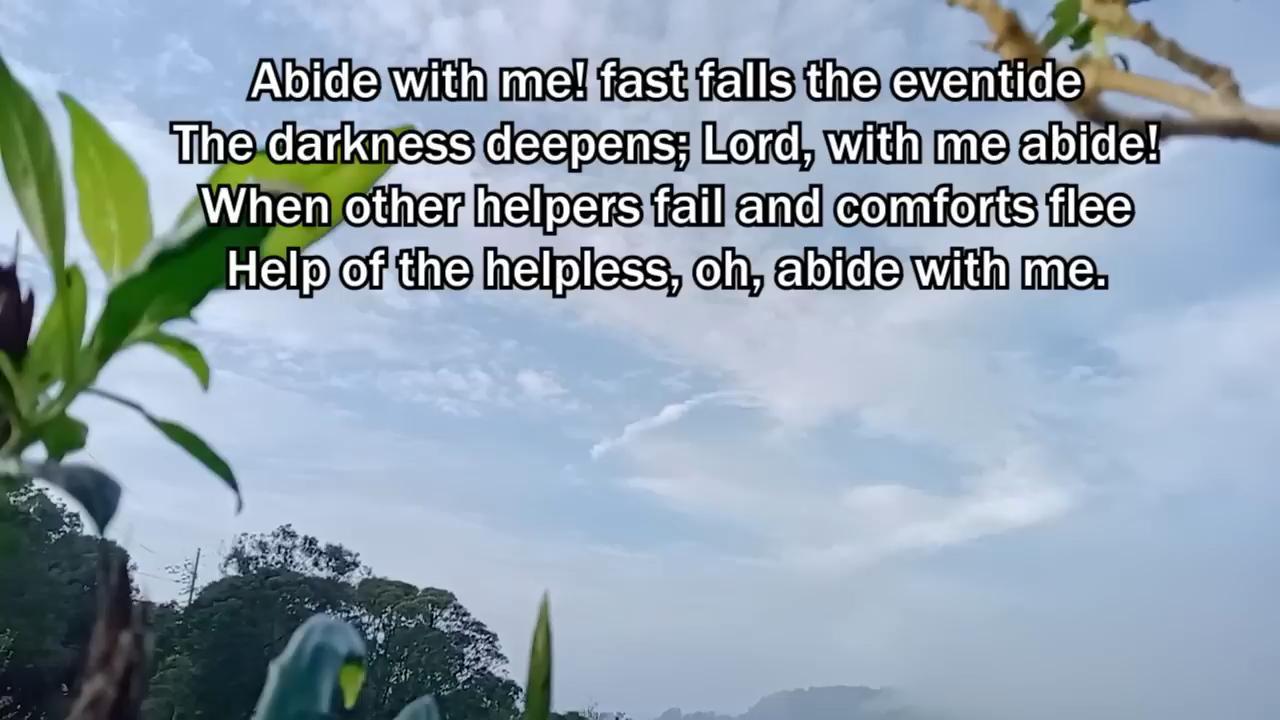 Abide with me! fast falls the eventide
The darkness deepens; Lord, with me abide!
When other helpers fail and comforts flee
Help of the helpless, oh, abide with me.